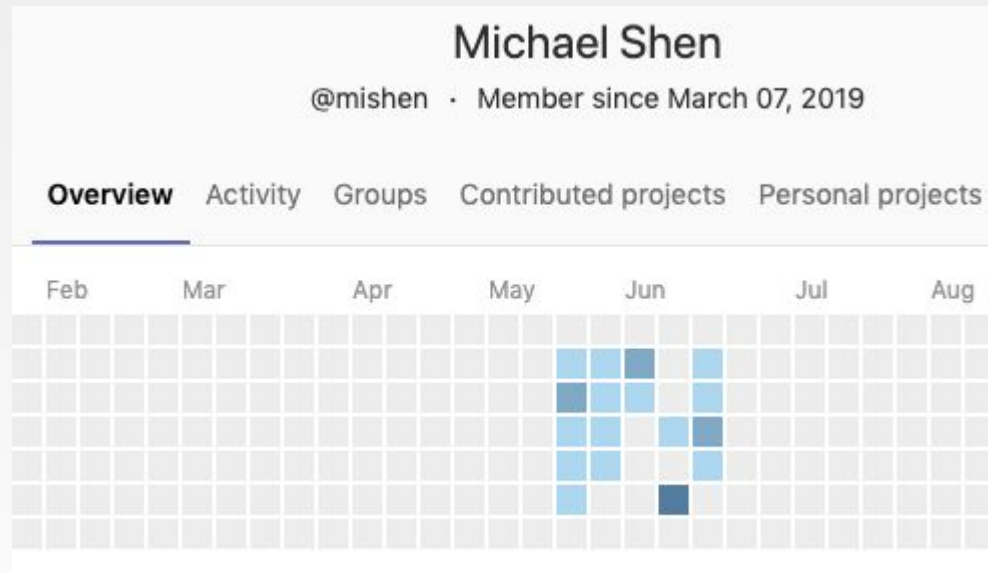 Michael Shen
@mishen · Member since March 07, 2019
Overview Activity Groups Contributed projects Personal projects
Feb Mar Apr May Jun Jul Aug